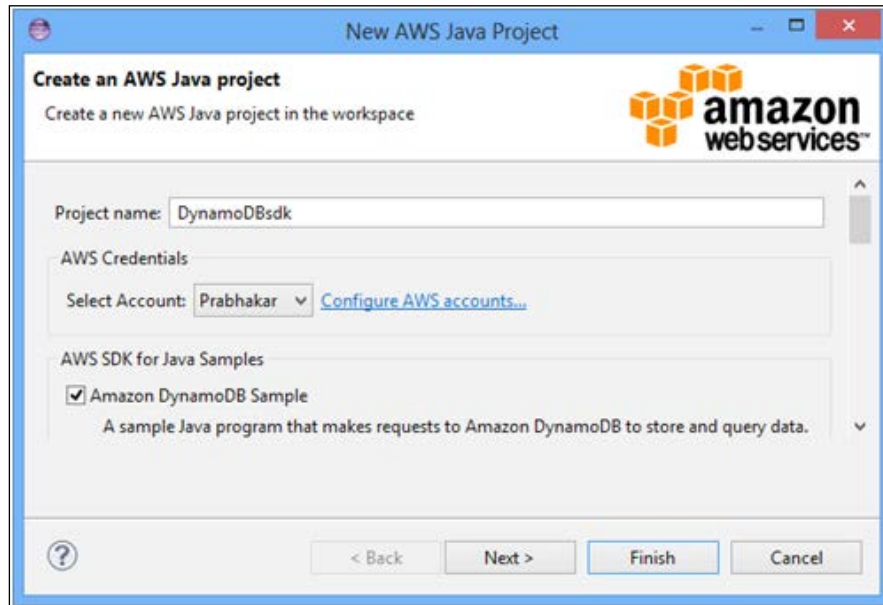 New AWS Java Project
Create an AWS Java project
Create a new AWS Java project in the workspace
amazon
webservices™
Project name: DynamoDBsdk
AWS Credentials
Select Account: Prabhakar Configure AWS accounts...
AWS SDK for Java Samples
Amazon DynamoDB Sample
A sample Java program that makes requests to Amazon DynamoDB to store and query data.
? < Back Next > Finish Cancel